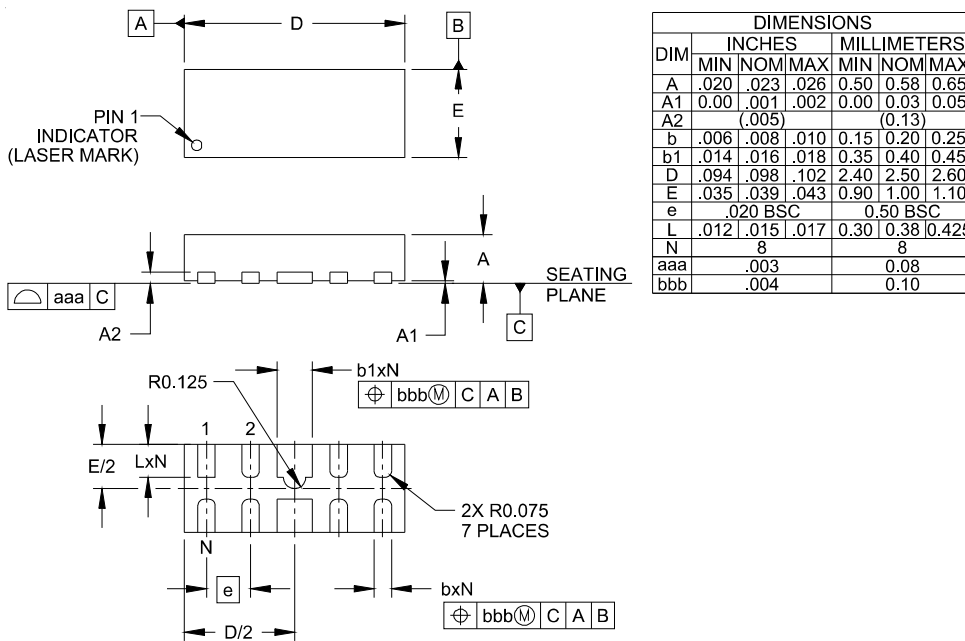 A
D
B
E
PIN 1
INDICATOR
(LASER MARK)
DIMENSIONS
DIM INCHES MILLIMETERS
MIN NOM MAX MIN NOM MAX
A .020 .023 .026 0.50 0.58 0.65
A1 0.00 .001 .002 0.00 0.03 0.05
A2 (.005) (0.13)
b .006 .008 .010 0.15 0.20 0.25
b1 .014 .016 .018 0.35 0.40 0.45
D .094 .098 .102 2.40 2.50 2.60
E .035 .039 .043 0.90 1.00 1.10
e .020 BSC 0.50 BSC
L .012 .015 .017 0.30 0.38 0.425
N 8 8
aaa .003 0.08
bbb .004 0.10
A
SEATING
PLANE
aaa C
A2
A1
C
b1xN
R0.125
bbb Ⓜ C A B
1 2
LxN
E/2
2X R0.075
7 PLACES
N
e
bxN
bbb Ⓜ C A B
D/2